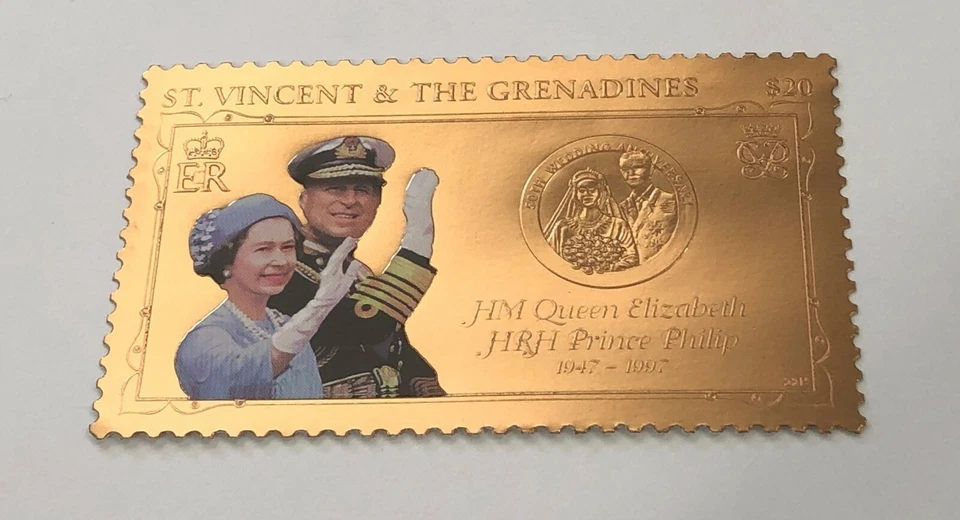 ST. VINCENT & THE GRENADINES $20
ER
50TH WEDDING ANNIVERSARY
HM Queen Elizabeth
HRH Prince Philip
1947 - 1997